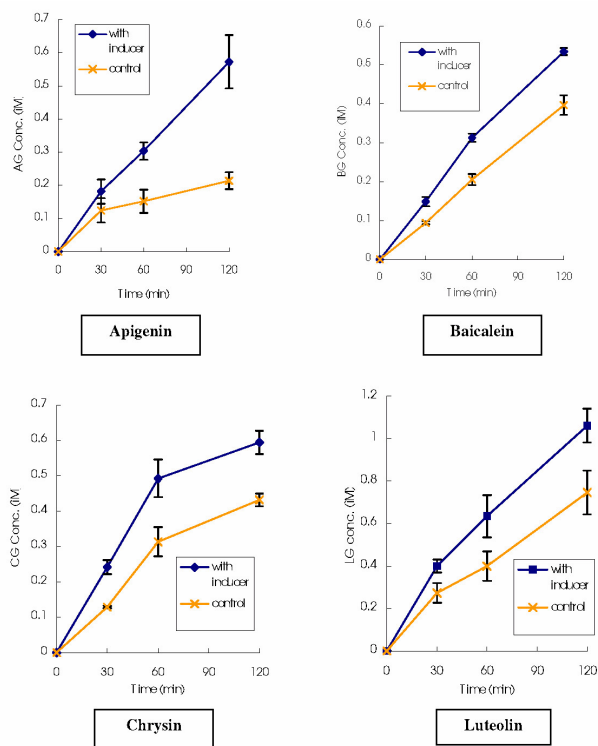 0.7
0.6
0.5
0.4
0.3
0.2
0.1
0
AG Conc. (ìM)
with
inducer
control
0 30 60 90 120
Time (min)
Apigenin
0.6
0.5
0.4
0.3
0.2
0.1
0
BG Conc. (ìM)
with
inducer
control
0 30 60 90 120
Time (min)
Baicalein
0.7
0.6
0.5
0.4
0.3
0.2
0.1
0
CG Conc. (ìM)
with
inducer
control
0 30 60 90 120
Time (min)
Chrysin
1.2
1
0.8
0.6
0.4
0.2
0
LG conc. (ìM)
with
inducer
control
0 30 60 90 120
Time (min)
Luteolin